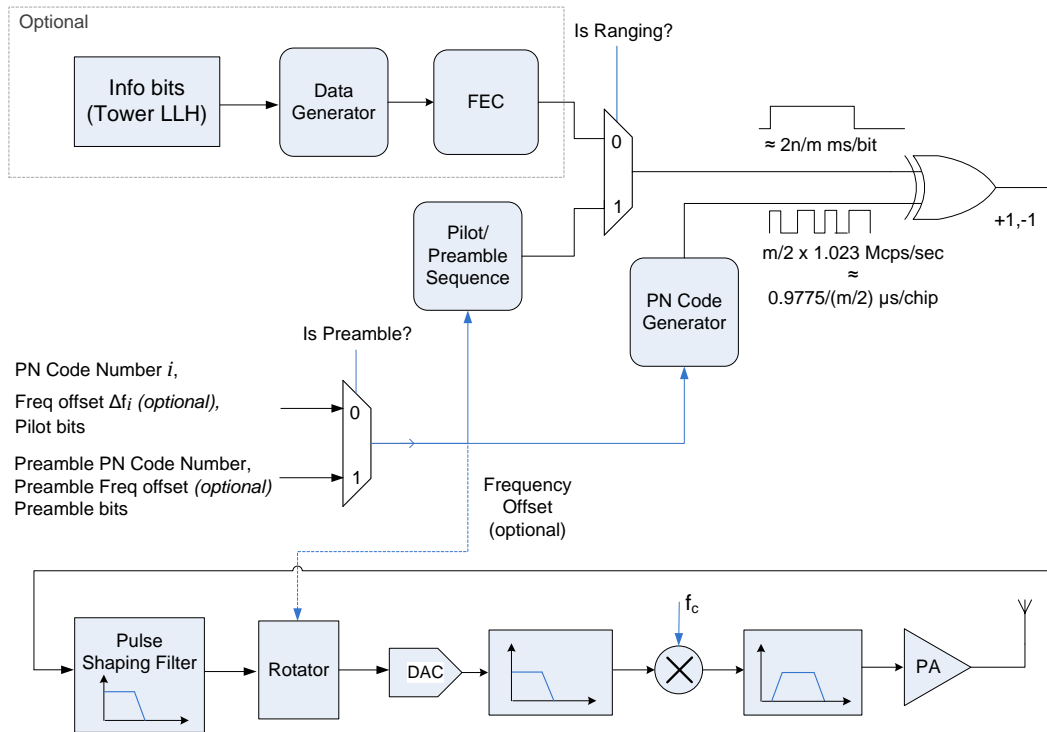 Optional
Is Ranging?
Info bits
(Tower LLH)
Data
Generator
FEC
0
1
≈ 2n/m ms/bit
+1,-1
Pilot/
Preamble
Sequence
m/2 x 1.023 Mcps/sec
≈
0.9775/(m/2) µs/chip
PN Code
Generator
Is Preamble?
PN Code Number i,
Freq offset Δfi (optional),
Pilot bits
0
1
Preamble PN Code Number,
Preamble Freq offset (optional)
Preamble bits
Frequency
Offset
(optional)
Pulse
Shaping Filter
Rotator
DAC
fc
PA